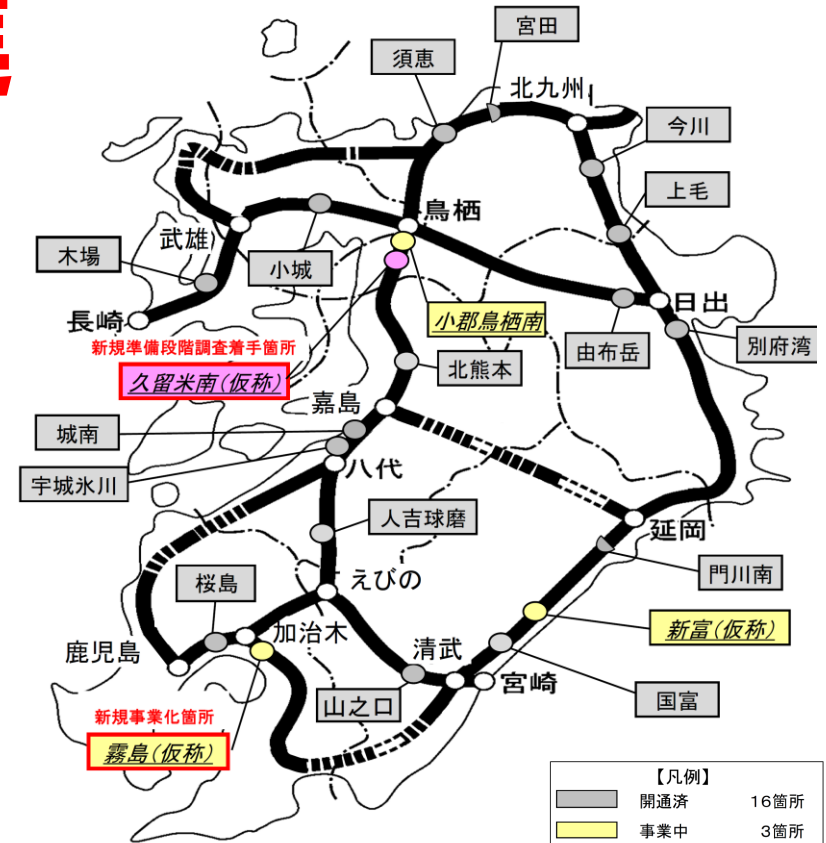 宮田
須恵
北九州
今川
上毛
鳥栖
武雄
小城
木場
日出
長崎
小郡鳥栖南
由布岳
別府湾
新規準備段階調査着手箇所
久留米南(仮称)
北熊本
嘉島
城南
八代
宇城氷川
人吉球磨
延岡
門川南
えびの
桜島
加治木
新富(仮称)
鹿児島
清武
宮崎
国富
山之口
新規事業化箇所
霧島(仮称)
【凡例】
開通済 16箇所
事業中 3箇所